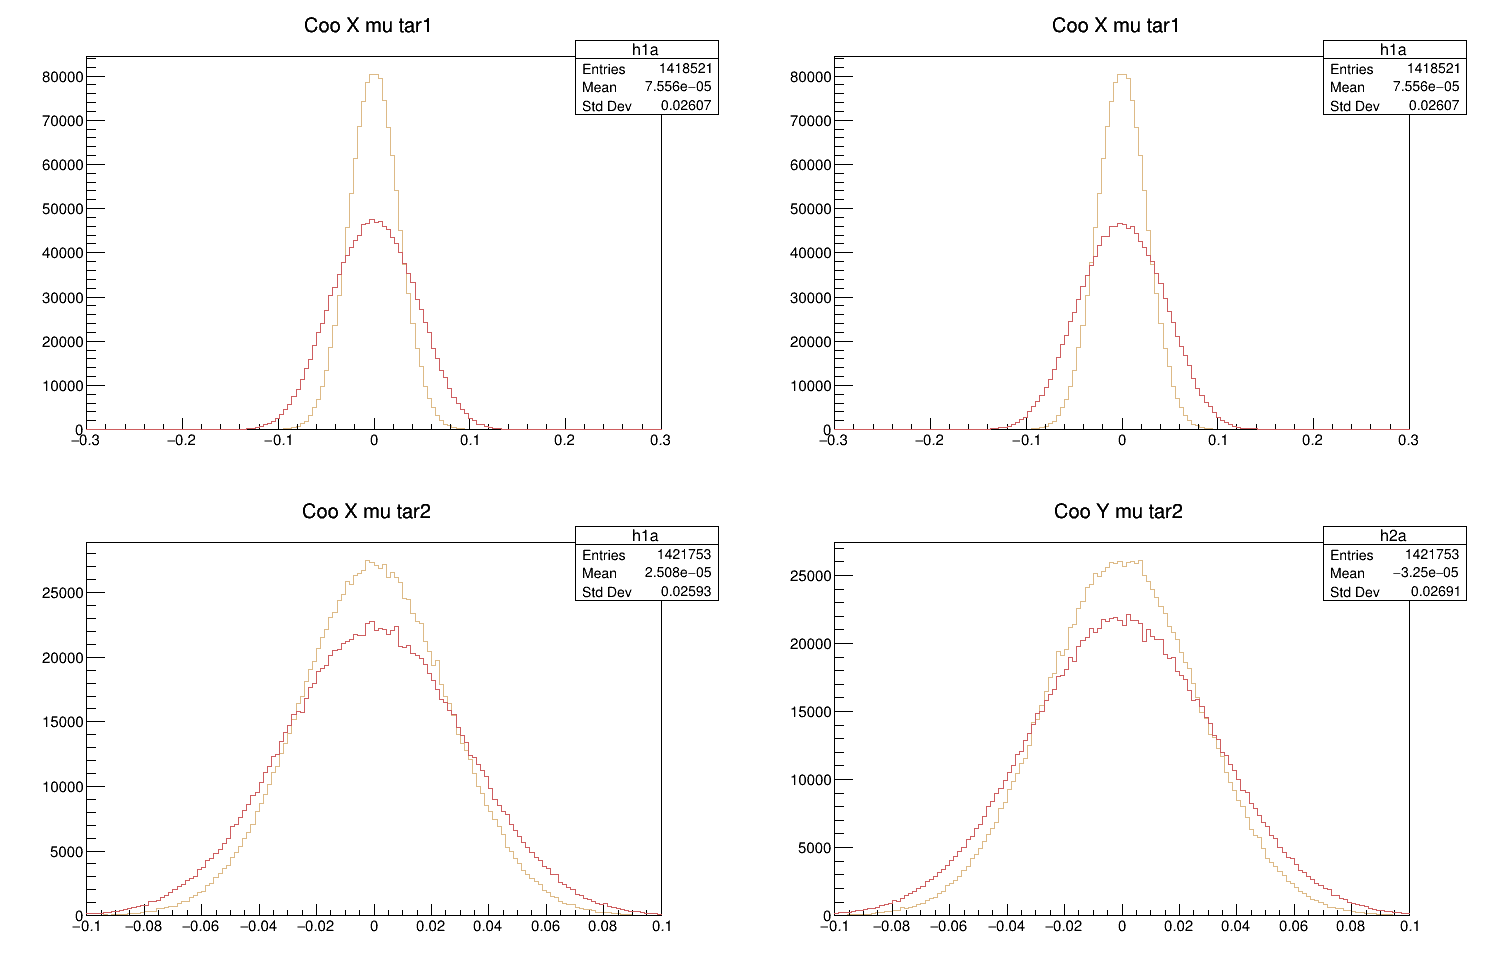 Coo X mu tar1
h1a
Entries 1418521
Mean 7.556e−05
Std Dev 0.02607
80000
70000
60000
50000
40000
30000
20000
10000
0
−0.3 −0.2 −0.1 0 0.1 0.2 0.3
Coo X mu tar1
h1a
Entries 1418521
Mean 7.556e−05
Std Dev 0.02607
80000
70000
60000
50000
40000
30000
20000
10000
0
−0.3 −0.2 −0.1 0 0.1 0.2 0.3
Coo X mu tar2
h1a
Entries 1421753
Mean 2.508e−05
Std Dev 0.02593
25000
20000
15000
10000
5000
0
−0.1 −0.08 −0.06 −0.04 −0.02 0 0.02 0.04 0.06 0.08 0.1
Coo Y mu tar2
h2a
Entries 1421753
Mean −3.25e−05
Std Dev 0.02691
25000
20000
15000
10000
5000
0
−0.1 −0.08 −0.06 −0.04 −0.02 0 0.02 0.04 0.06 0.08 0.1